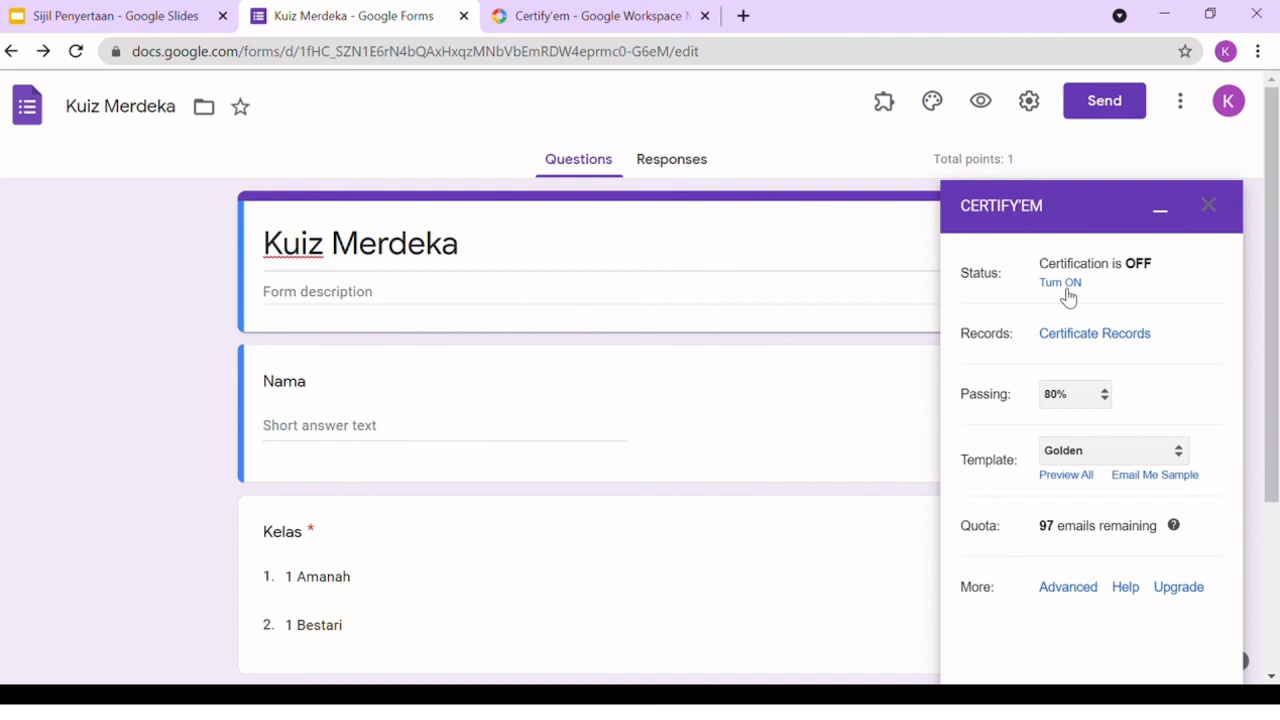 Sijil Penyertaan - Google Slides
Kuiz Merdeka - Google Forms
Certify'em - Google Workspace
docs.google.com/forms/d/1fHC_SZN1E6rN4bQAxHxqzMNbVbEmRDW4eprmc0-G6eM/edit
K
Kuiz Merdeka
Send
K
Questions
Responses
Total points: 1
Kuiz Merdeka
Form description
Nama
Short answer text
Kelas *
1. 1 Amanah
2. 1 Bestari
CERTIFY'EM
Status:
Certification is OFF
Turn ON
Records:
Certificate Records
Passing:
80%
Template:
Golden
Preview All
Email Me Sample
Quota:
97 emails remaining
More:
Advanced
Help
Upgrade